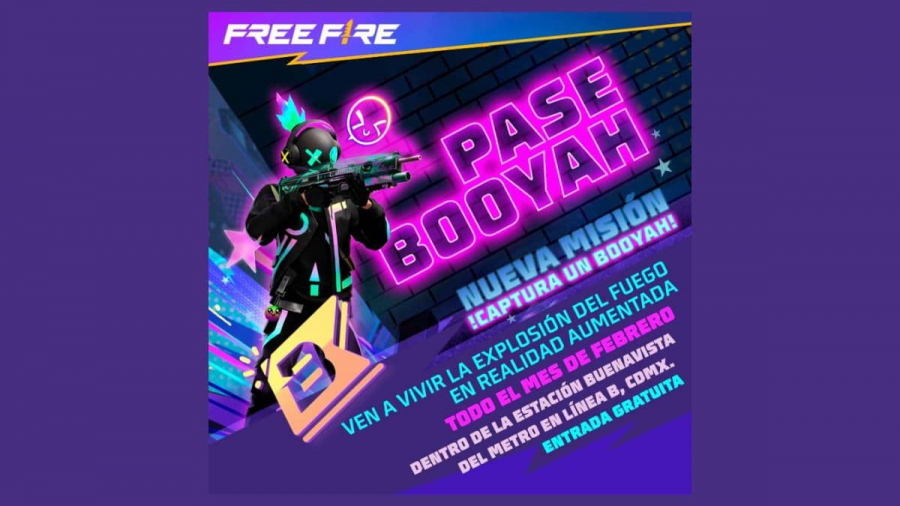 FREE FIRE
PASE
BOOYAH
NUEVA MISIÓN
!CAPTURA UN BOOYAH!
VEN A VIVIR LA EXPLOSIÓN DEL FUEGO
EN REALIDAD AUMENTADA
TODO EL MES DE FEBRERO
DENTRO DE LA ESTACIÓN BUENAVISTA
DEL METRO EN LÍNEA B, CDMX.
ENTRADA GRATUITA
B